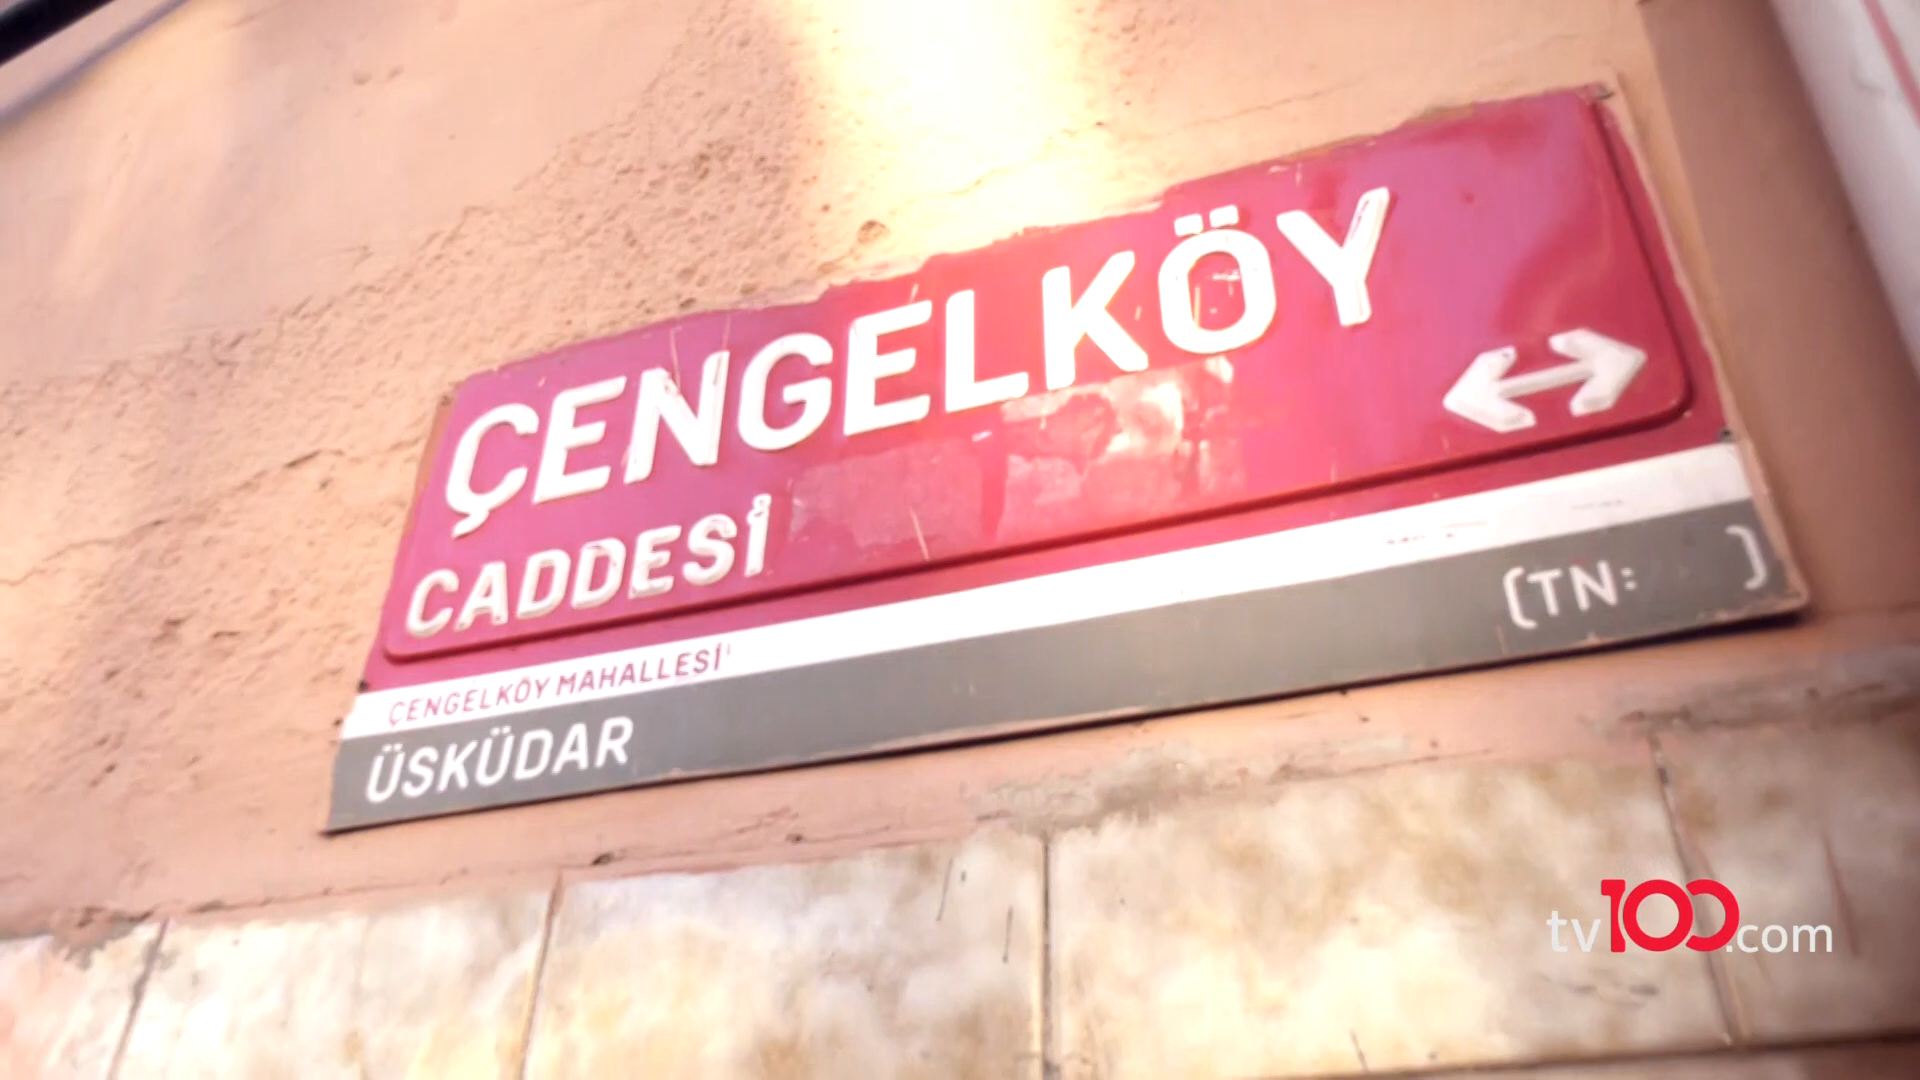 ÇENGELKÖY
CADDESİ
ÇENGELKÖY MAHALLESİ
ÜSKÜDAR
(TN: )
tv100.com